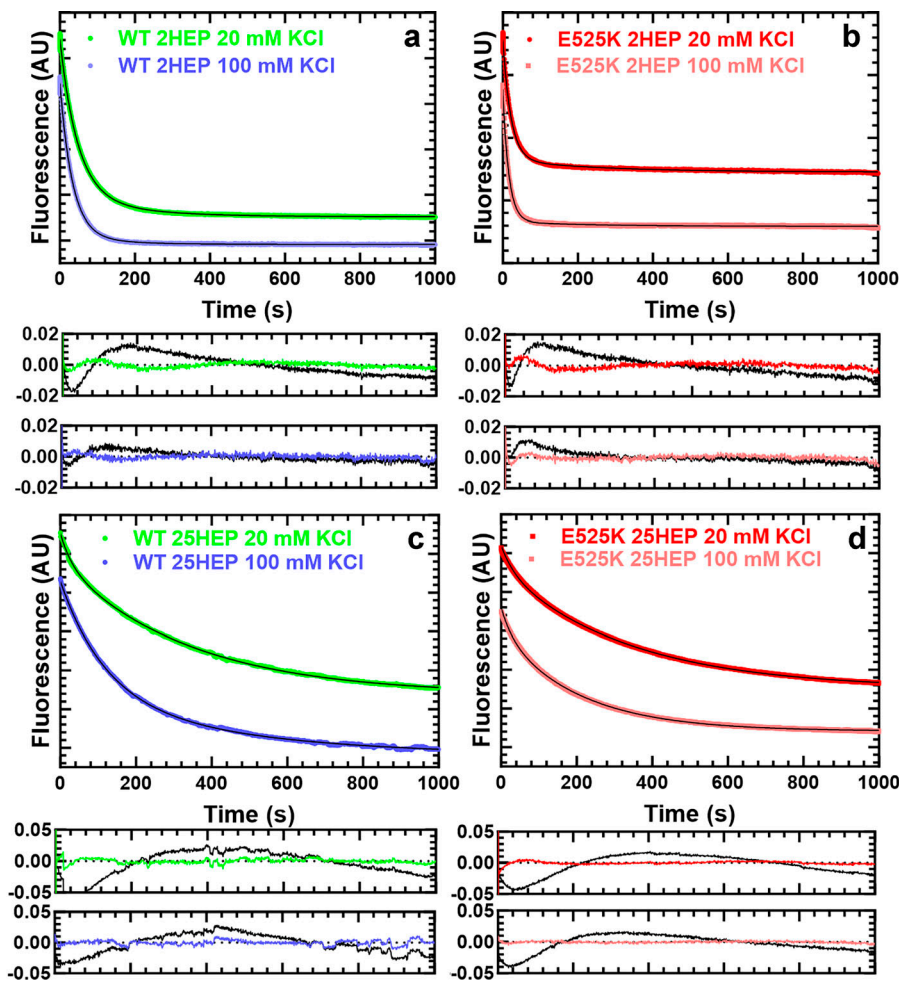 a
WT 2HEP 20 mM KCl
WT 2HEP 100 mM KCl
Fluorescence (AU)
0 200 400 600 800 1000
Time (s)
b
E525K 2HEP 20 mM KCl
E525K 2HEP 100 mM KCl
Fluorescence (AU)
0 200 400 600 800 1000
Time (s)
0.02
0.00
-0.02
0.02
0.00
-0.02
0.02
0.00
-0.02
0.02
0.00
-0.02
c
WT 25HEP 20 mM KCl
WT 25HEP 100 mM KCl
Fluorescence (AU)
0 200 400 600 800 1000
Time (s)
d
E525K 25HEP 20 mM KCl
E525K 25HEP 100 mM KCl
Fluorescence (AU)
0 200 400 600 800 1000
Time (s)
0.05
0.00
-0.05
0.05
0.00
-0.05
0.05
0.00
-0.05
0.05
0.00
-0.05